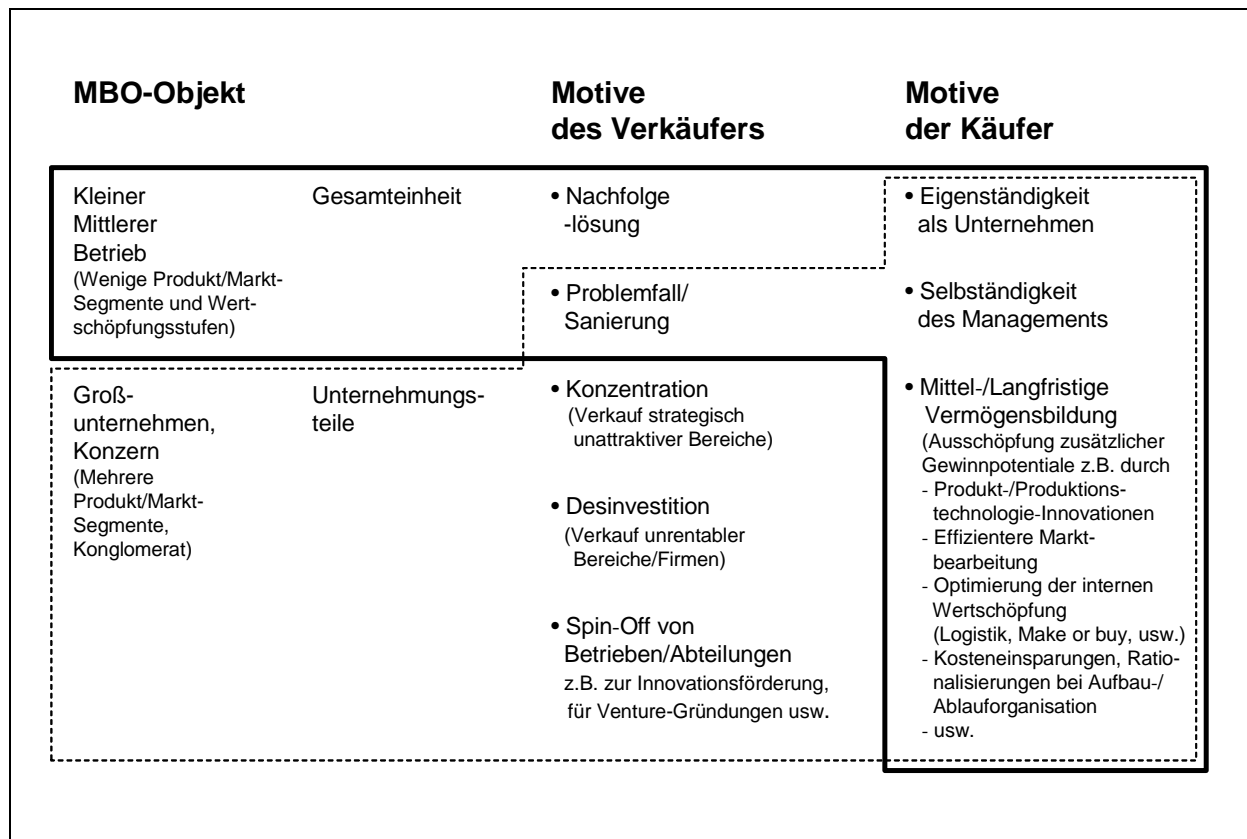 MBO-Objekt
Motive
des Verkäufers
Motive
der Käufer
Kleiner
Mittlerer
Betrieb
(Wenige Produkt/Markt-
Segmente und Wert-
schöpfungsstufen)
Gesamteinheit
• Nachfolge
-lösung
• Problemfall/
Sanierung
• Eigenständigkeit
als Unternehmen
• Selbständigkeit
des Managements
Groß-
unternehmen,
Konzern
(Mehrere
Produkt/Markt-
Segmente,
Konglomerat)
Unternehmungs-
teile
• Konzentration
(Verkauf strategisch
unattraktiver Bereiche)
• Desinvestition
(Verkauf unrentabler
Bereiche/Firmen)
• Spin-Off von
Betrieben/Abteilungen
z.B. zur Innovationsförderung,
für Venture-Gründungen usw.
• Mittel-/Langfristige
Vermögensbildung
(Ausschöpfung zusätzlicher
Gewinnpotentiale z.B. durch
- Produkt-/Produktions-
technologie-Innovationen
- Effizientere Markt-
bearbeitung
- Optimierung der internen
Wertschöpfung
(Logistik, Make or buy, usw.)
- Kosteneinsparungen, Ratio-
nalisierungen bei Aufbau-/
Ablauforganisation
- usw.